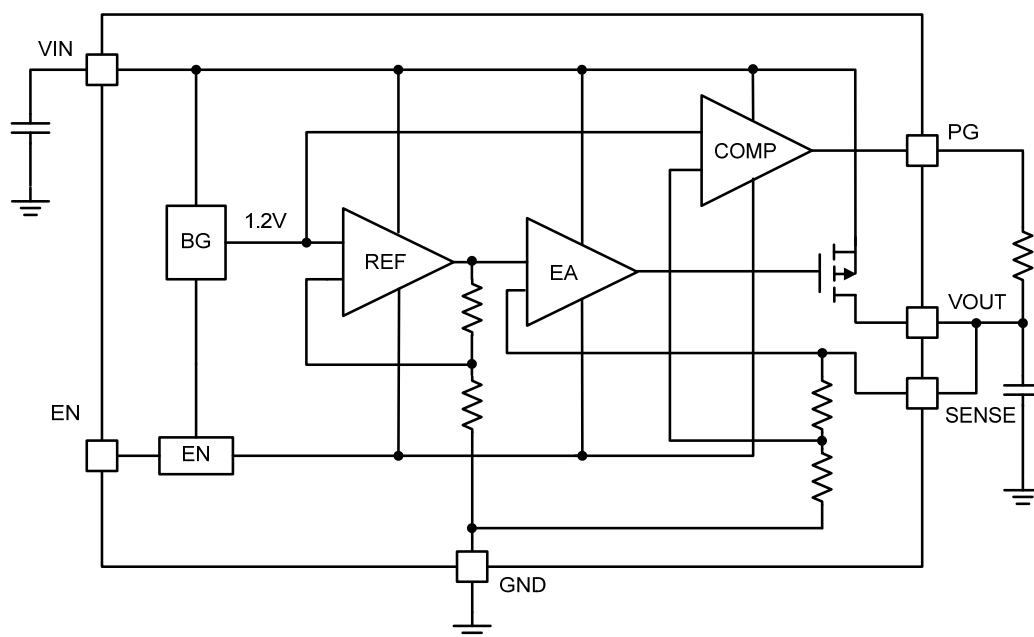 VIN
PG
COMP
1.2V
BG
REF
EA
VOUT
EN
SENSE
EN
GND